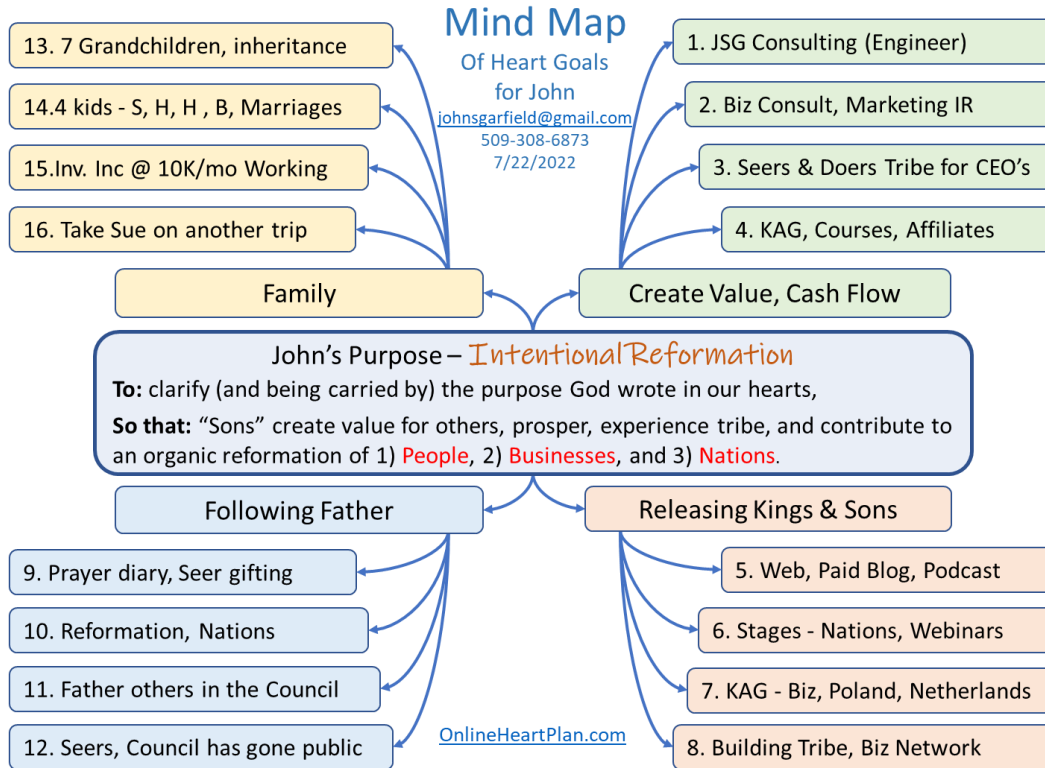 Mind Map
Of Heart Goals
for John
johnsgarfield@gmail.com
509-308-6873
7/22/2022
13. 7 Grandchildren, inheritance
14.4 kids - S, H, H , B, Marriages
15.Inv. Inc @ 10K/mo Working
16. Take Sue on another trip
Family
1. JSG Consulting (Engineer)
2. Biz Consult, Marketing IR
3. Seers & Doers Tribe for CEO's
4. KAG, Courses, Affiliates
Create Value, Cash Flow
John's Purpose – Intentional Reformation
To: clarify (and being carried by) the purpose God wrote in our hearts,
So that: “Sons” create value for others, prosper, experience tribe, and contribute to
an organic reformation of 1) People, 2) Businesses, and 3) Nations.
Following Father
9. Prayer diary, Seer gifting
10. Reformation, Nations
11. Father others in the Council
12. Seers, Council has gone public
Releasing Kings & Sons
5. Web, Paid Blog, Podcast
6. Stages - Nations, Webinars
7. KAG - Biz, Poland, Netherlands
8. Building Tribe, Biz Network
OnlineHeartPlan.com